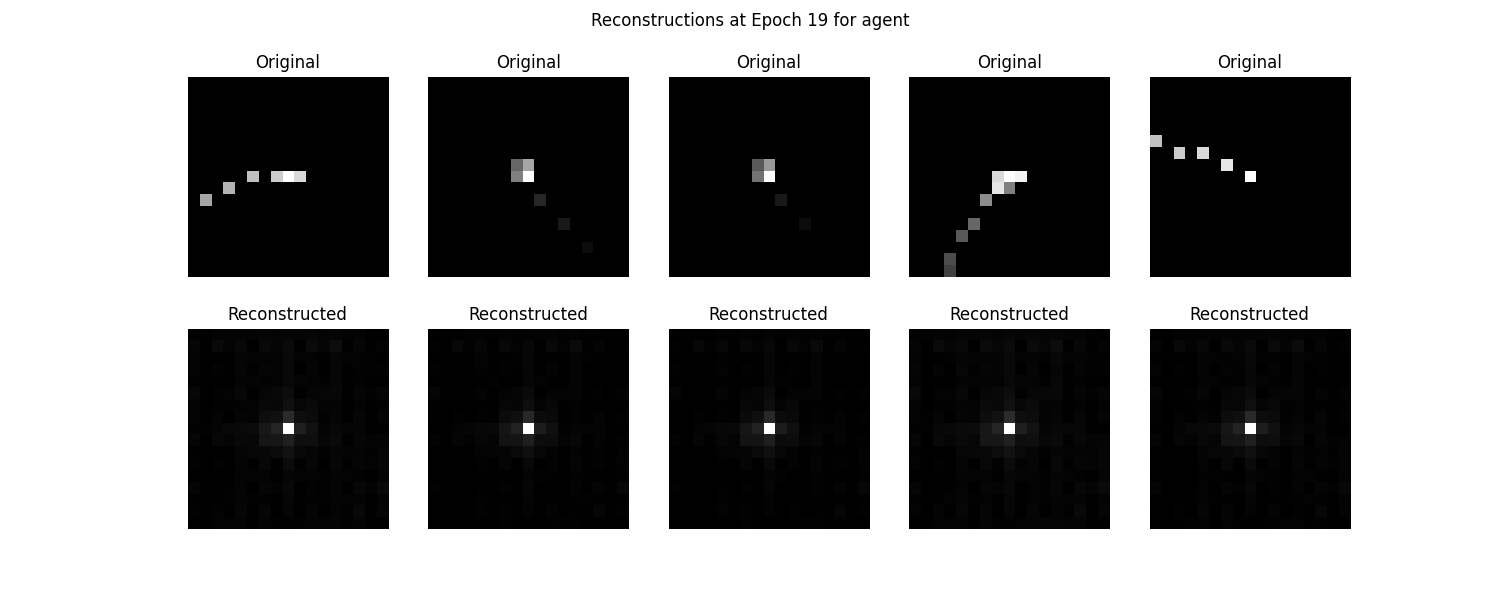 Reconstructions at Epoch 19 for agent
Original Original Original Original Original
Reconstructed Reconstructed Reconstructed Reconstructed Reconstructed